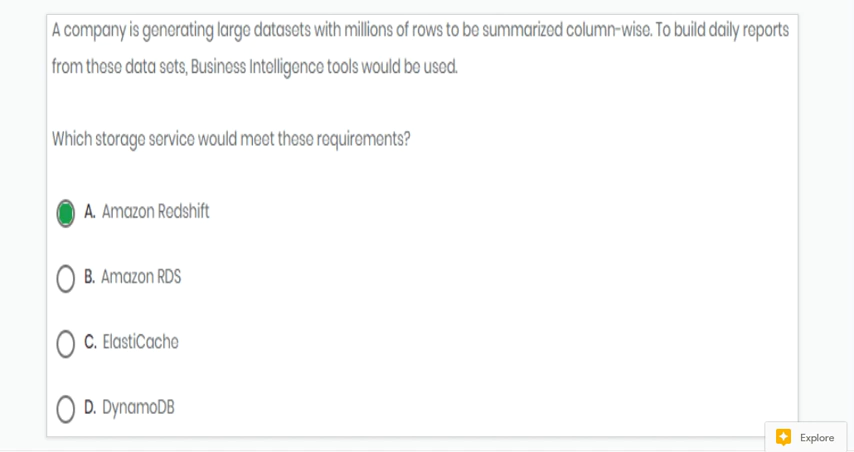 A company is generating large datasets with millions of rows to be summarized column-wise. To build daily reports
from these data sets, Business Intelligence tools would be used.
Which storage service would meet these requirements?
A. Amazon Redshift
B. Amazon RDS
C. ElastiCache
D. DynamoDB
Explore